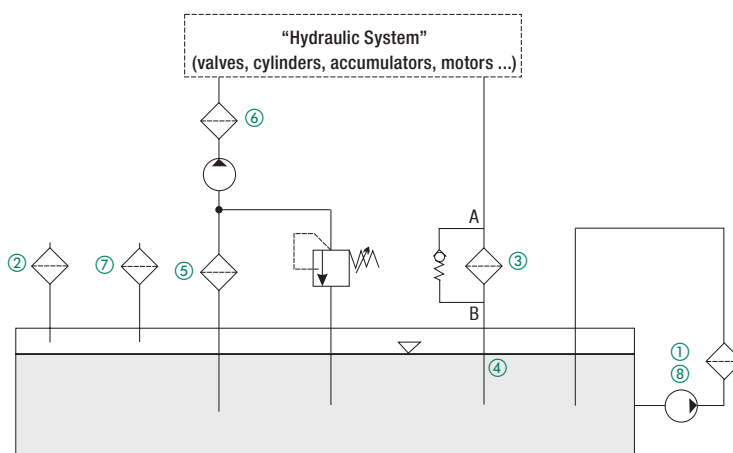 “Hydraulic System”
(valves, cylinders, accumulators, motors ...)
⑥
A
② ⑦ ⑤ ③
B
① 
④
⑧